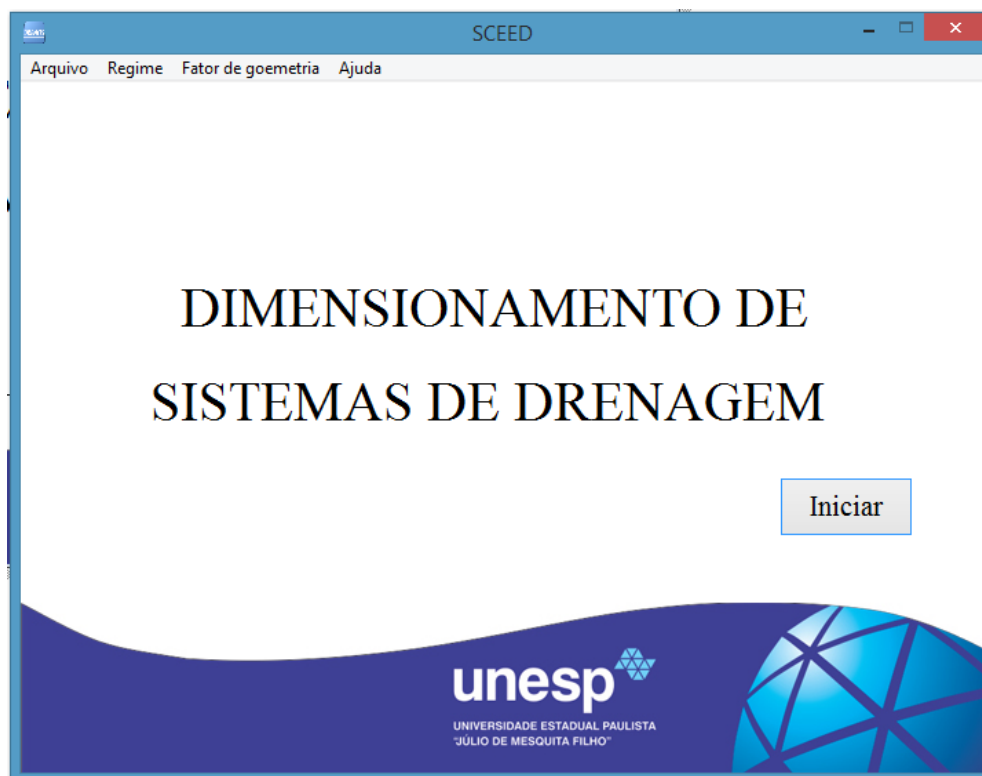 SCEED
Arquivo Regime Fator de goemetria Ajuda
DIMENSIONAMENTO DE
SISTEMAS DE DRENAGEM
Iniciar
unesp
UNIVERSIDADE ESTADUAL PAULISTA
"JÚLIO DE MESQUITA FILHO"